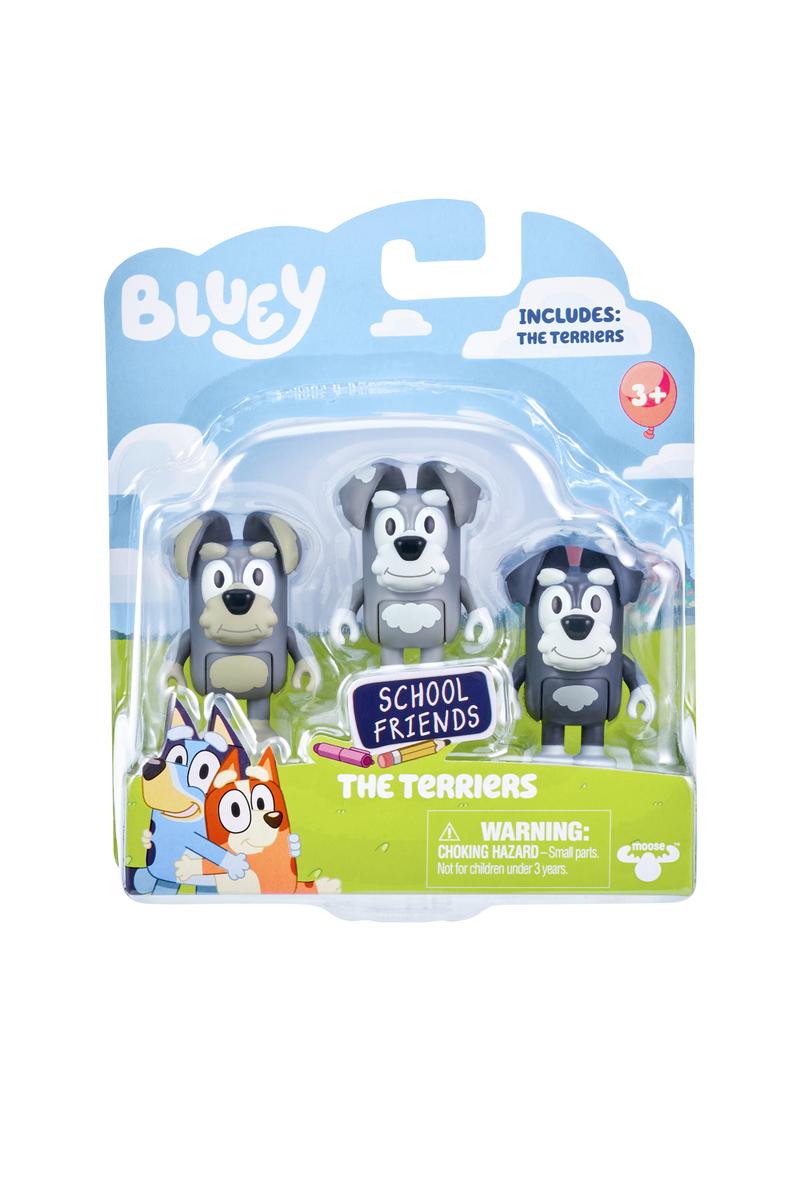 BLUEY
INCLUDES:
THE TERRIERS
3+
SCHOOL
FRIENDS
THE TERRIERS
WARNING:
CHOKING HAZARD – Small parts.
Not for children under 3 years.
moose™